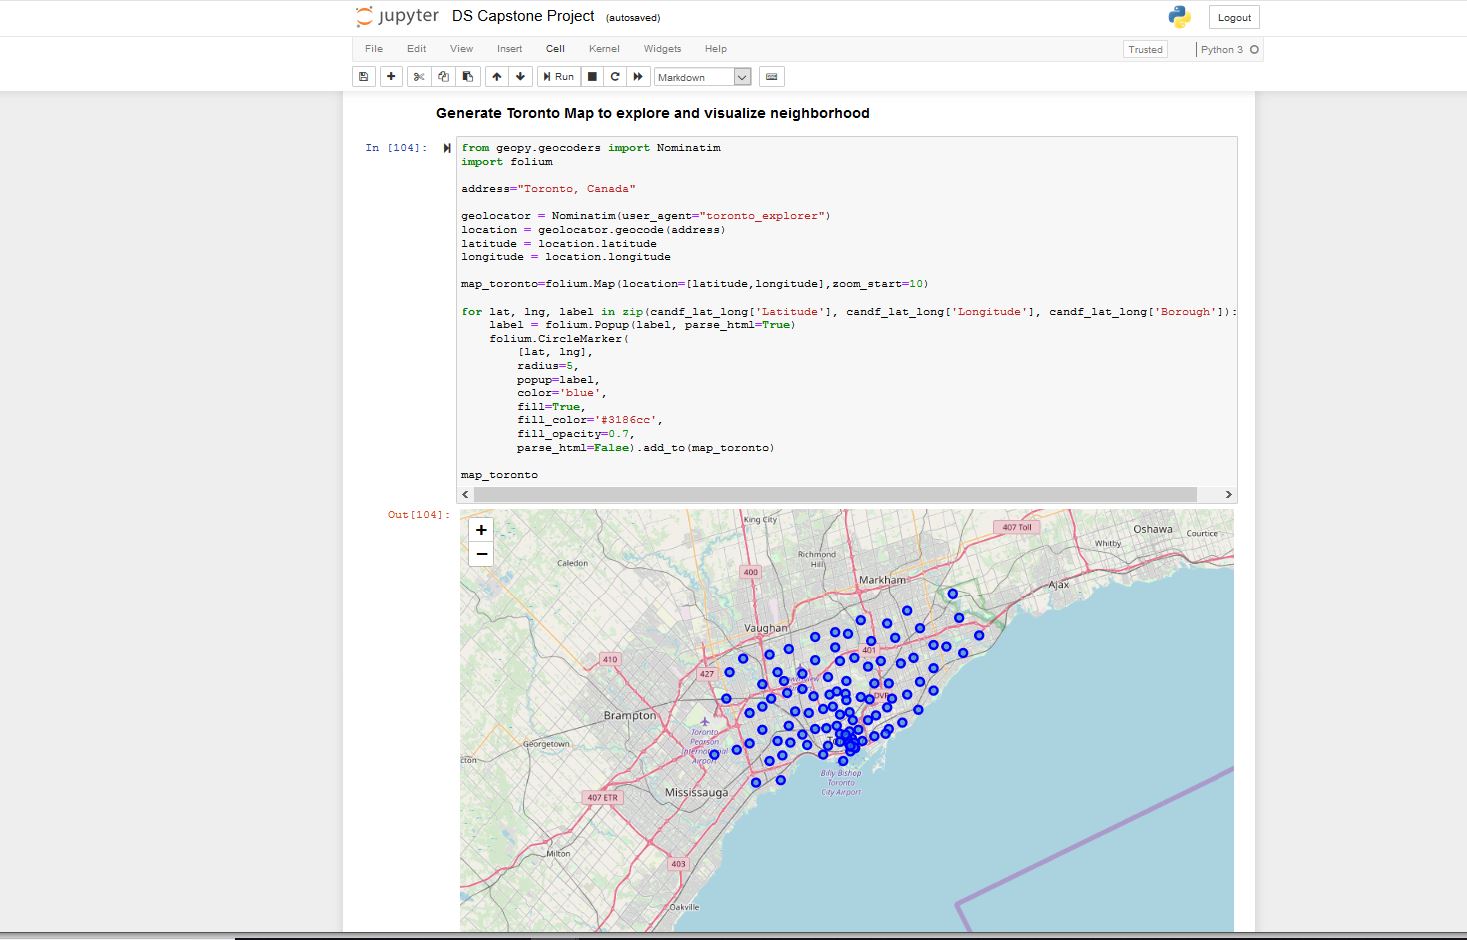 jupyter DS Capstone Project (autosaved)
Logout
File Edit View Insert Cell Kernel Widgets Help
Trusted
Python 3
Run
Markdown
Generate Toronto Map to explore and visualize neighborhood
In [104]:
from geopy.geocoders import Nominatim
import folium
address="Toronto, Canada"
geolocator = Nominatim(user_agent="toronto_explorer")
location = geolocator.geocode(address)
latitude = location.latitude
longitude = location.longitude
map_toronto=folium.Map(location=[latitude,longitude],zoom_start=10)
for lat, lng, label in zip(candf_lat_long['Latitude'], candf_lat_long['Longitude'], candf_lat_long['Borough']):
    label = folium.Popup(label, parse_html=True)
    folium.CircleMarker(
        [lat, lng],
        radius=5,
        popup=label,
        color='blue',
        fill=True,
        fill_color='#3186cc',
        fill_opacity=0.7,
        parse_html=False).add_to(map_toronto)
map_toronto
Out[104]:
+
−
King City
407 Toll
Oshawa
Courtice
Whitby
Richmond
Hill
Caledon
400
Markham
Ajax
Vaughan
401
410
427
DVP
Brampton
Toronto
Pearson
International
Airport
Georgetown
cton
Billy Bishop
Toronto
City Airport
Mississauga
407 ETR
Milton
403
Oakville